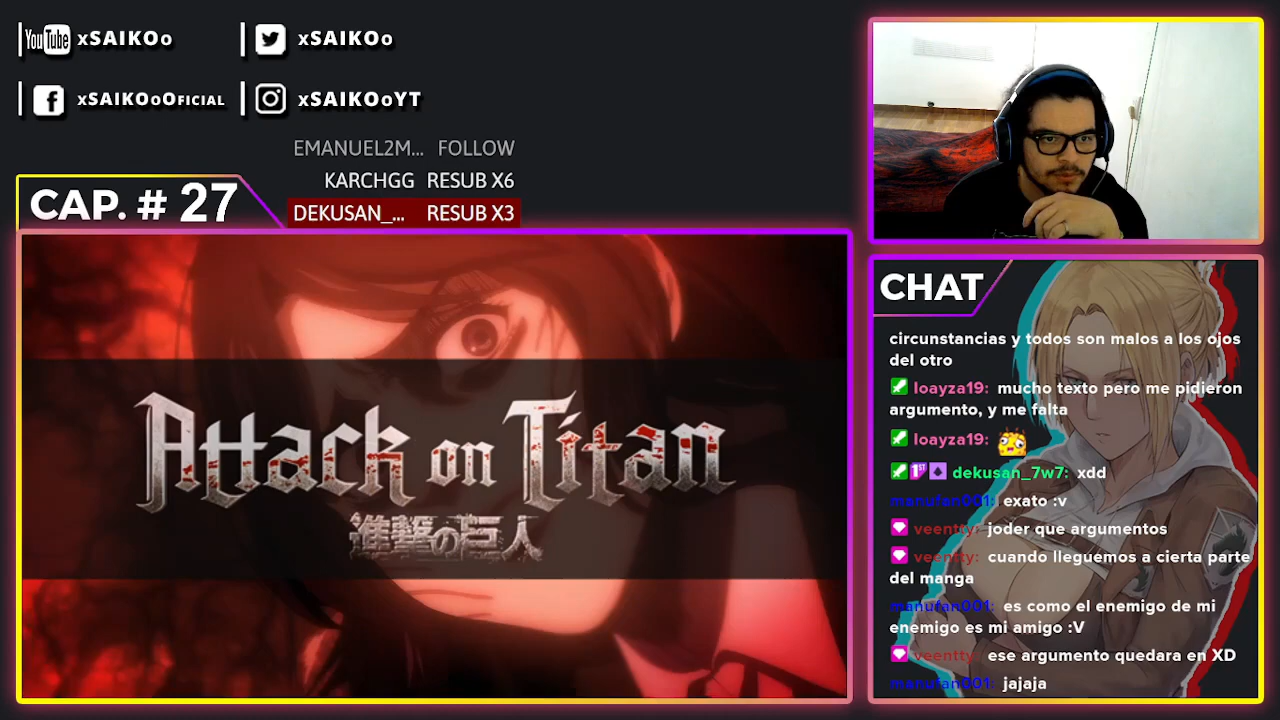 YouTube xSAIKOo
xSAIKOo
xSAIKOoOficial
xSAIKOoYT
EMANUEL2M... FOLLOW
KARCHGG RESUB X6
DEKUSAN_... RESUB X3
CAP. # 27
Attack on Titan
進撃の巨人
CHAT
circunstancias y todos son malos a los ojos
del otro
loayza19: mucho texto pero me pidieron
argumento, y me falta
loayza19:
1ST dekusan_7w7: xdd
manufan001: exato :v
veentty: joder que argumentos
veentty: cuando lleguemos a cierta parte
del manga
manufan001: es como el enemigo de mi
enemigo es mi amigo :V
veentty: ese argumento quedara en XD
manufan001: jajaja